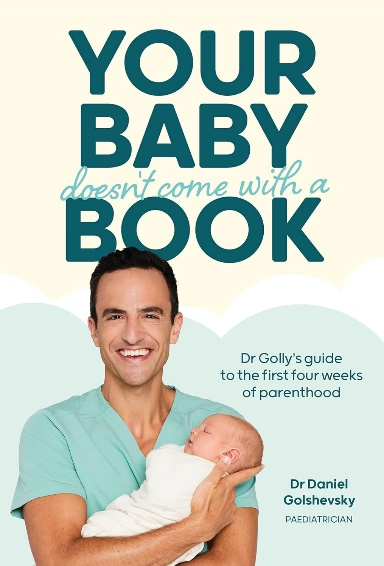 YOUR
BABY
doesn't come with a
BOOK
Dr Golly's guide
to the first four weeks
of parenthood
Dr Daniel
Golshevsky
PAEDIATRICIAN